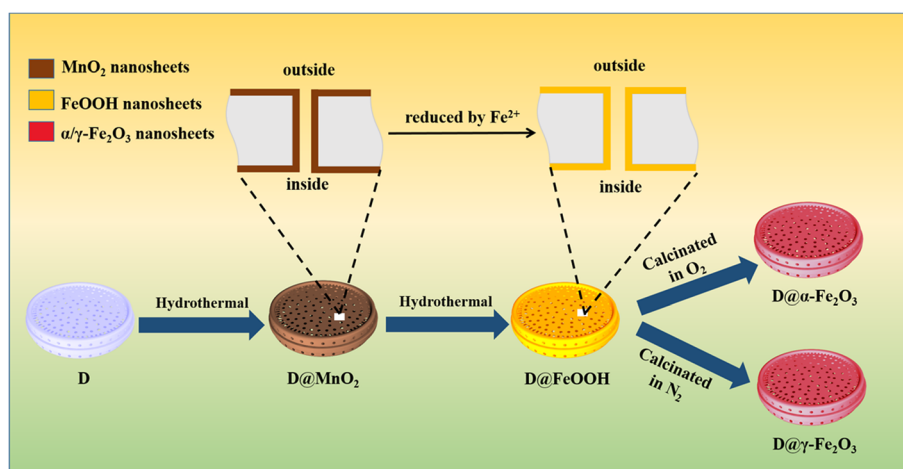 MnO₂ nanosheets
FeOOH nanosheets
α/γ-Fe₂O₃ nanosheets
outside
inside
reduced by Fe²⁺
outside
inside
Hydrothermal
Hydrothermal
Calcinated
in O₂
Calcinated
in N₂
D
D@MnO₂
D@FeOOH
D@α-Fe₂O₃
D@γ-Fe₂O₃